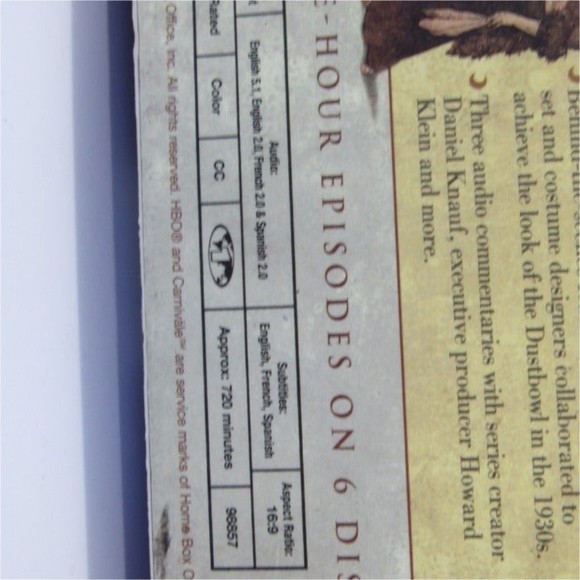 set and costume designers collaborated to
achieve the look of the Dustbowl in the 1930s.
Three audio commentaries with series creator
Daniel Knauf, executive producer Howard
Klein and more.
- HOUR EPISODES ON 6
Audio:
English 5.1, English 2.0, French 2.0 & Spanish 2.0
Subtitles:
English, French, Spanish
Aspect Ratio:
16:9
Color
CC
Approx: 720 minutes
96857
Office, Inc. All rights reserved. HBO® and Carnivàle™ are service marks of Home Box